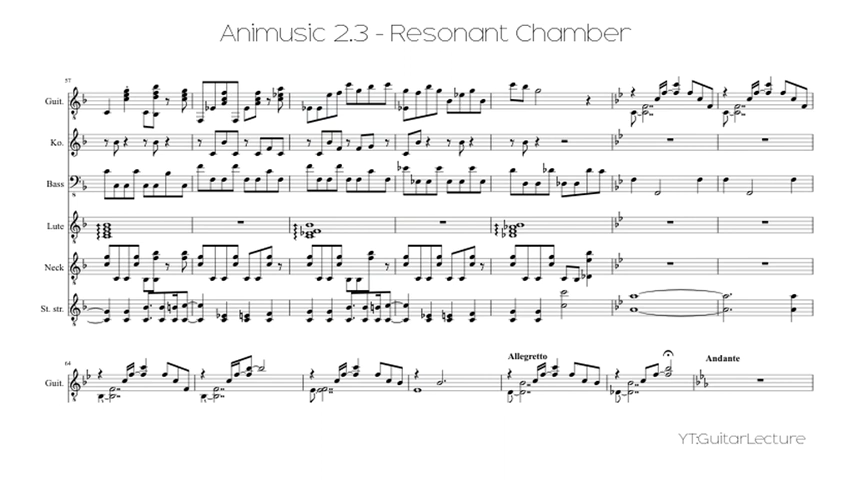 Animusic 2.3 - Resonant Chamber
57
Guit.
Ko.
Bass
Lute
Neck
St. str.
64
Allegretto
Andante
Guit.
YT:GuitarLecture